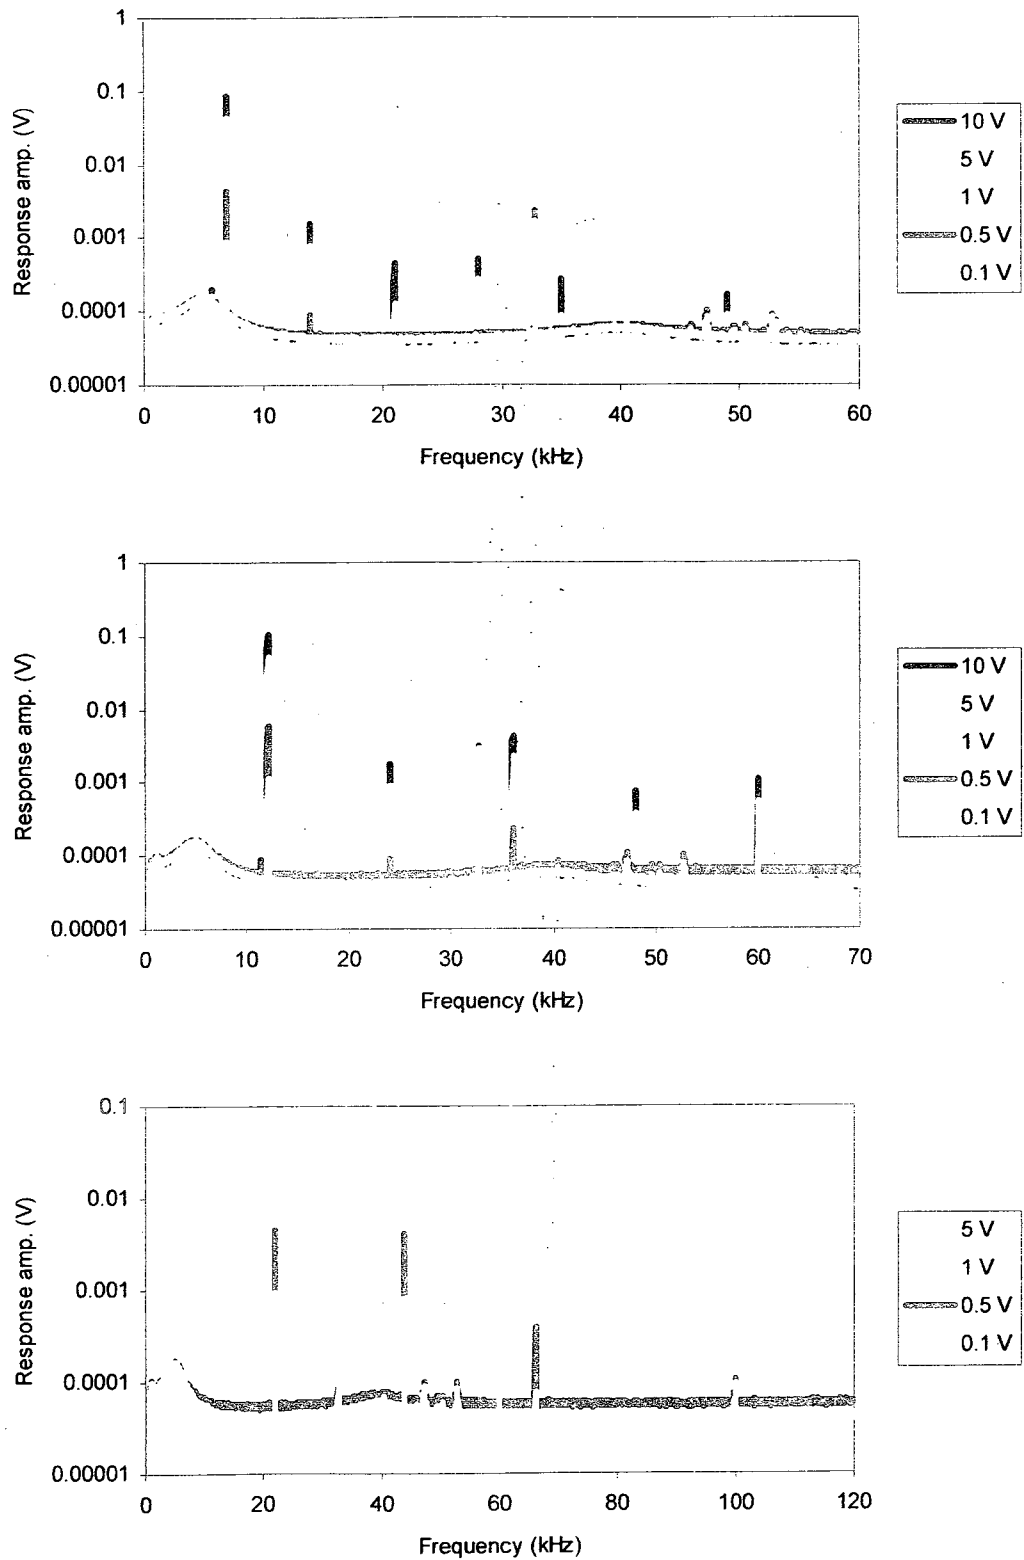 1
0.1
0.01
0.001
0.0001
0.00001
Response amp. (V)
0 10 20 30 40 50 60
Frequency (kHz)
10 V
5 V
1 V
0.5 V
0.1 V
1
0.1
0.01
0.001
0.0001
0.00001
Response amp. (V)
0 10 20 30 40 50 60 70
Frequency (kHz)
10 V
5 V
1 V
0.5 V
0.1 V
0.1
0.01
0.001
0.0001
0.00001
Response amp. (V)
0 20 40 60 80 100 120
Frequency (kHz)
5 V
1 V
0.5 V
0.1 V